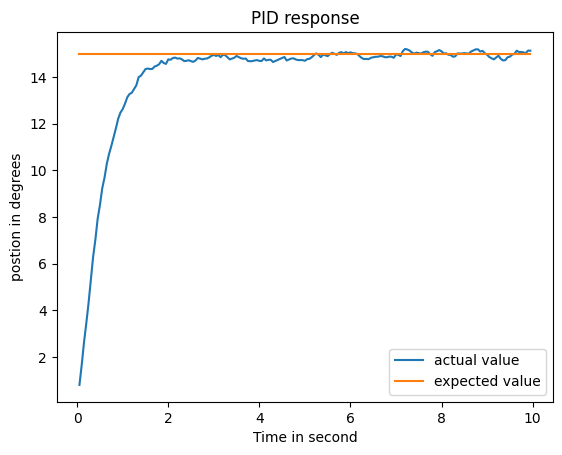 PID response
postion in degrees
14
12
10
8
6
4
2
0
2
4
6
8
10
Time in second
actual value
expected value